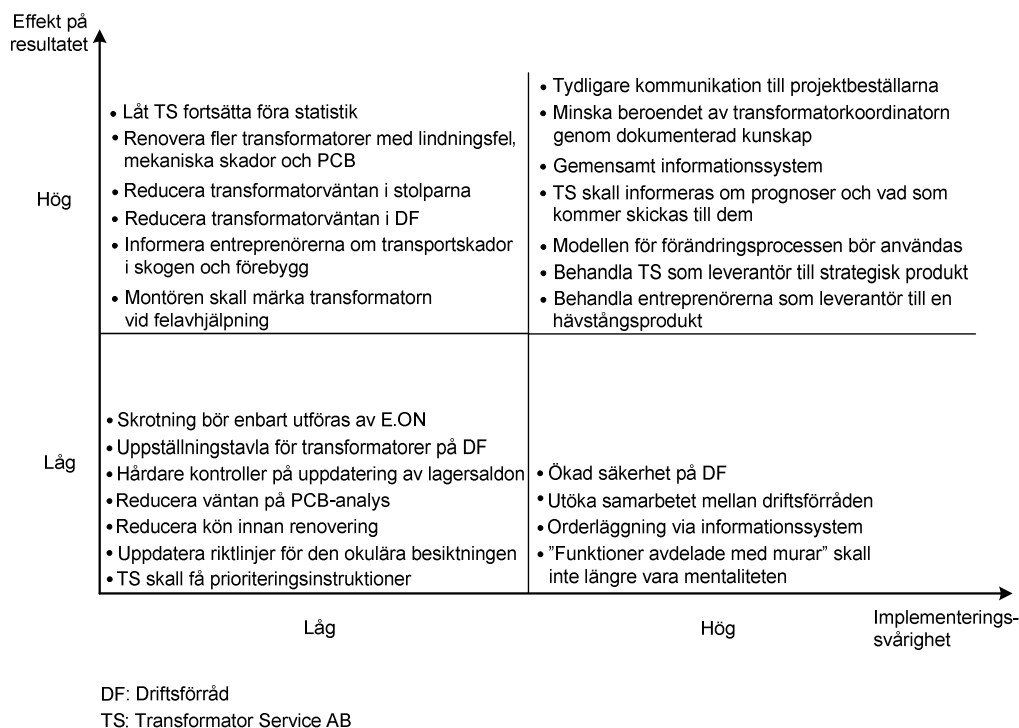 Effekt på
resultatet
Hög
• Låt TS fortsätta föra statistik
• Renovera fler transformatorer med lindningsfel,
mekaniska skador och PCB
• Reducera transformatorväntan i stolparna
• Reducera transformatorväntan i DF
• Informera entreprenörerna om transportskador
i skogen och förebygg
• Montören skall märka transformatorn
vid felavhjälpning
• Tydligare kommunikation till projektbeställarna
• Minska beroendet av transformatorkoordinatorn
genom dokumenterad kunskap
• Gemensamt informationssystem
• TS skall informeras om prognoser och vad som
kommer skickas till dem
• Modellen för förändringsprocessen bör användas
• Behandla TS som leverantör till strategisk produkt
• Behandla entreprenörerna som leverantör till en
hävstångsprodukt
Låg
• Skrotning bör enbart utföras av E.ON
• Uppställningstavla för transformatorer på DF
• Hårdare kontroller på uppdatering av lagersaldon
• Reducera väntan på PCB-analys
• Reducera kön innan renovering
• Uppdatera riktlinjer för den okulära besiktningen
• TS skall få prioriteringsinstruktioner
• Ökad säkerhet på DF
• Utöka samarbetet mellan driftsförråden
• Orderläggning via informationssystem
• ”Funktioner avdelade med murar” skall
inte längre vara mentaliteten
Låg
Hög
Implementerings-
svårighet
DF: Driftsförråd
TS: Transformator Service AB